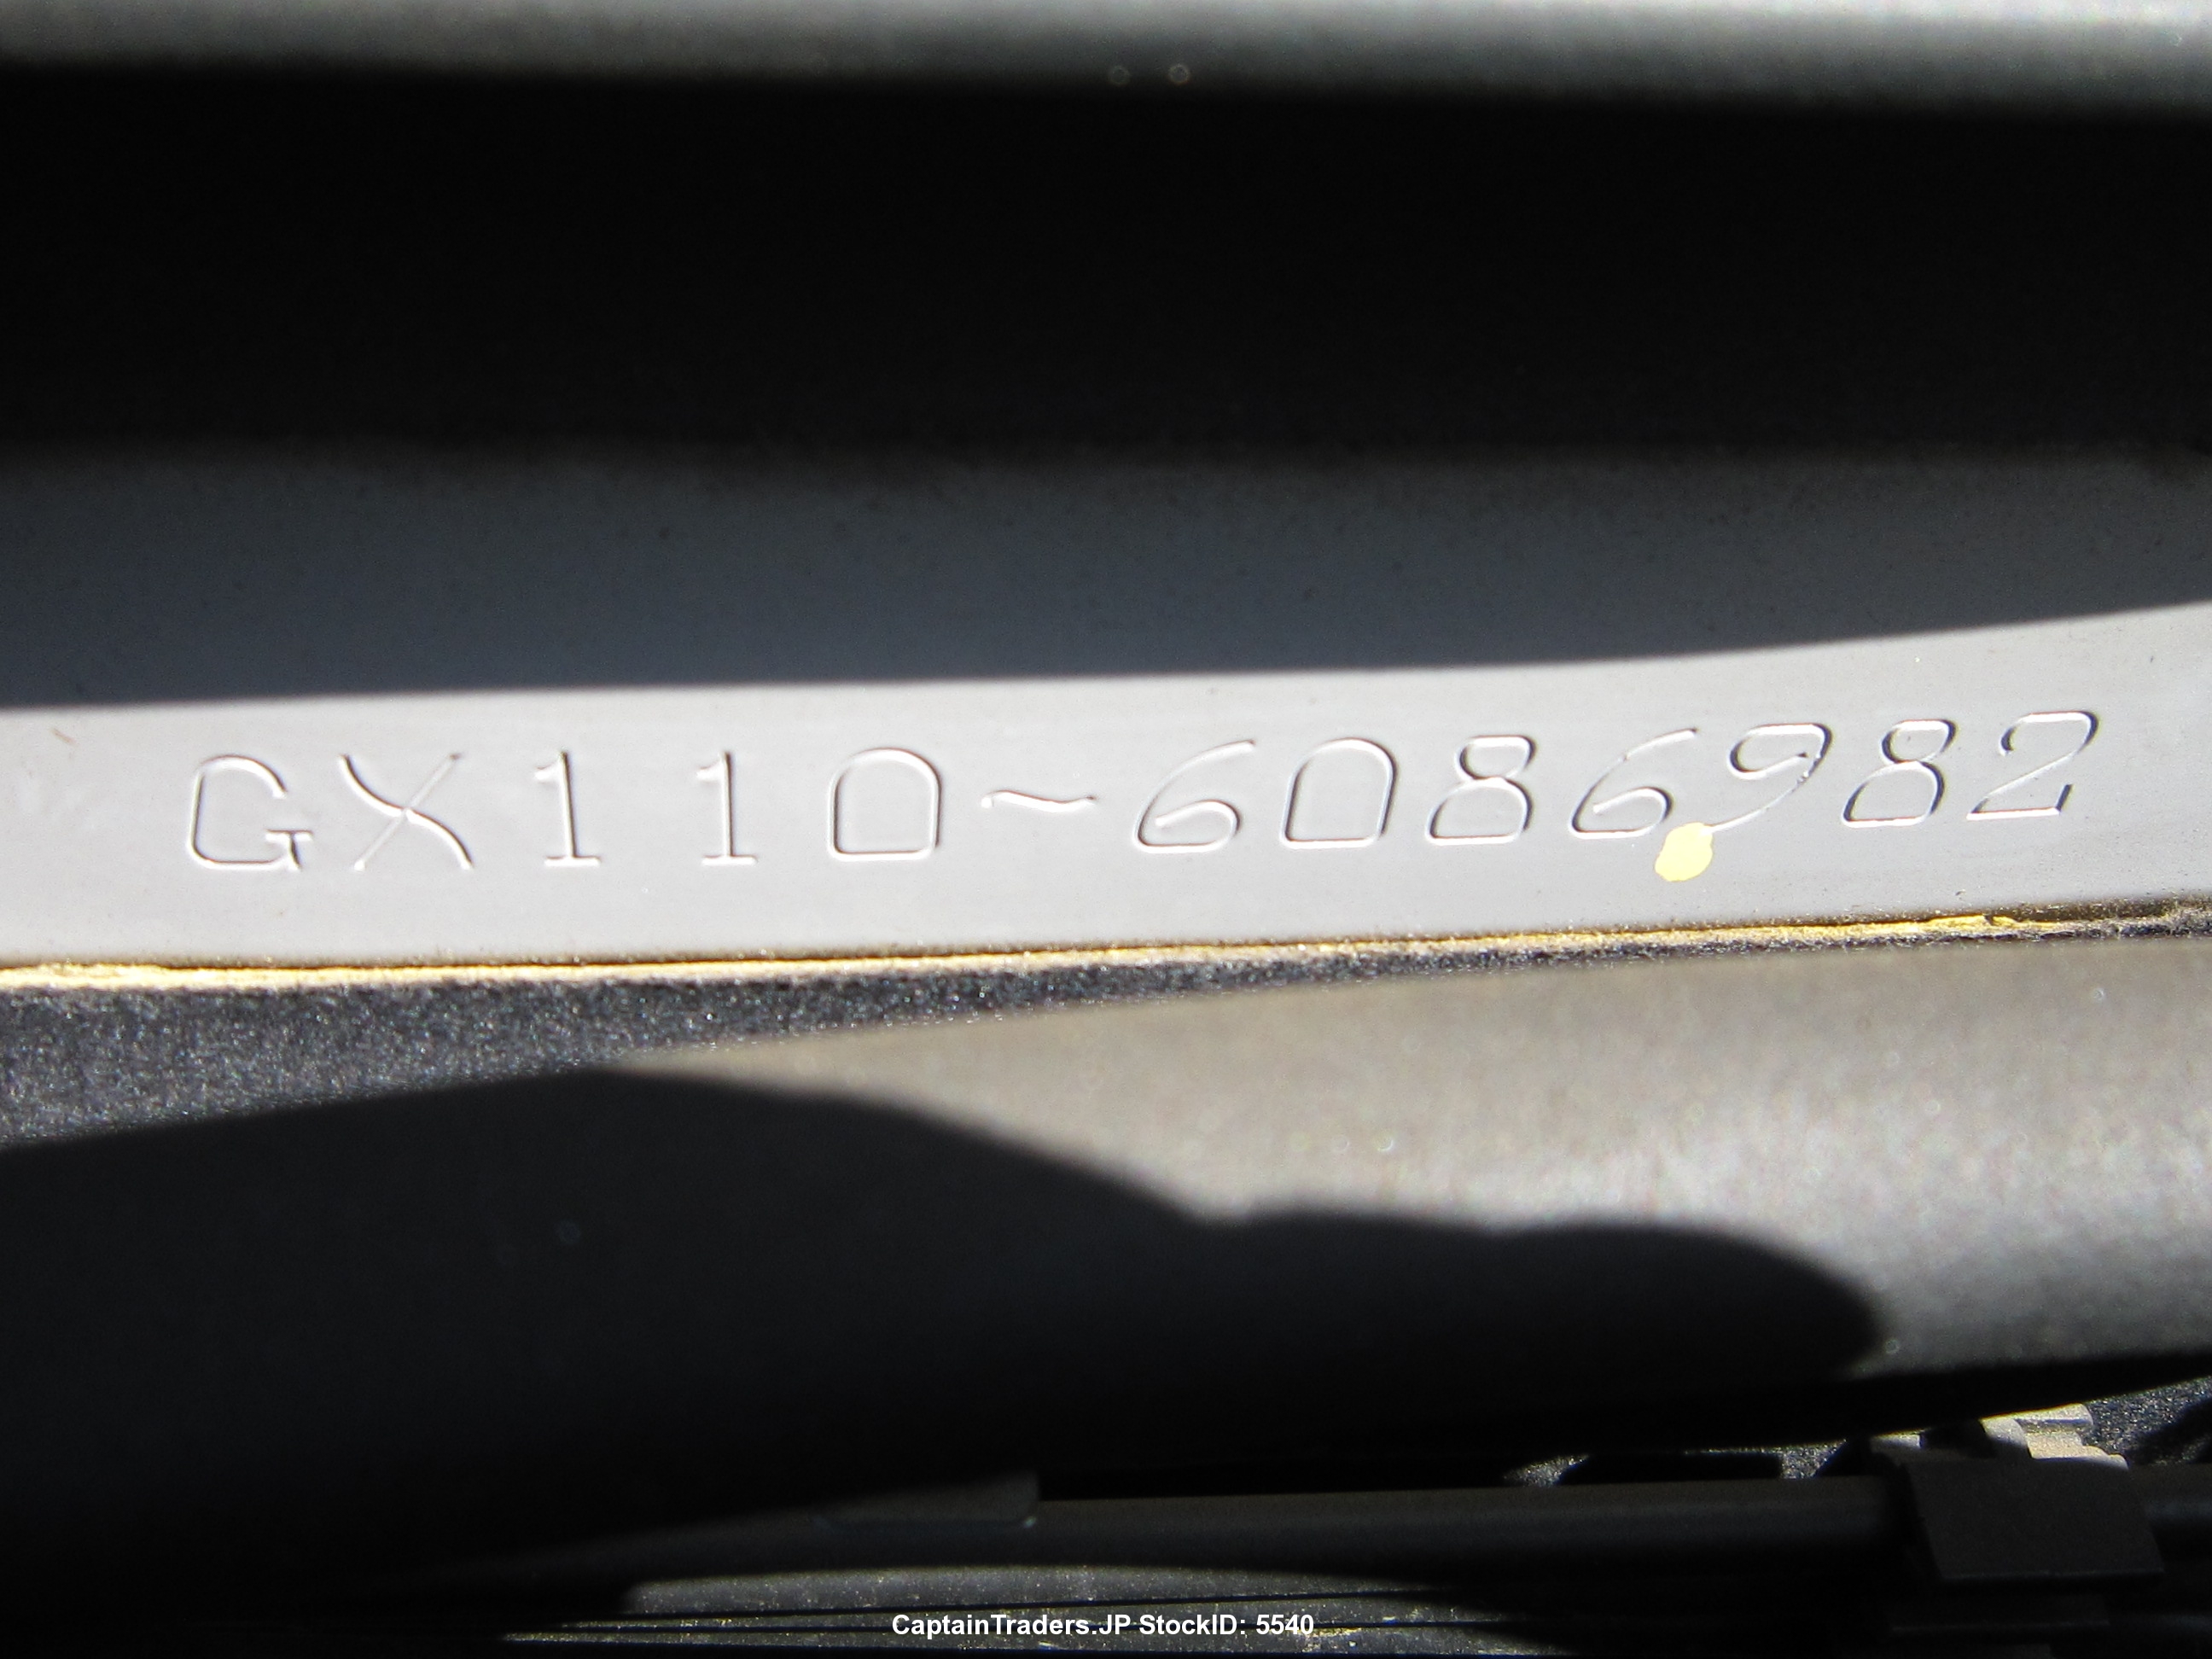 GX110~6086982
CaptainTraders.JP StockID: 5540